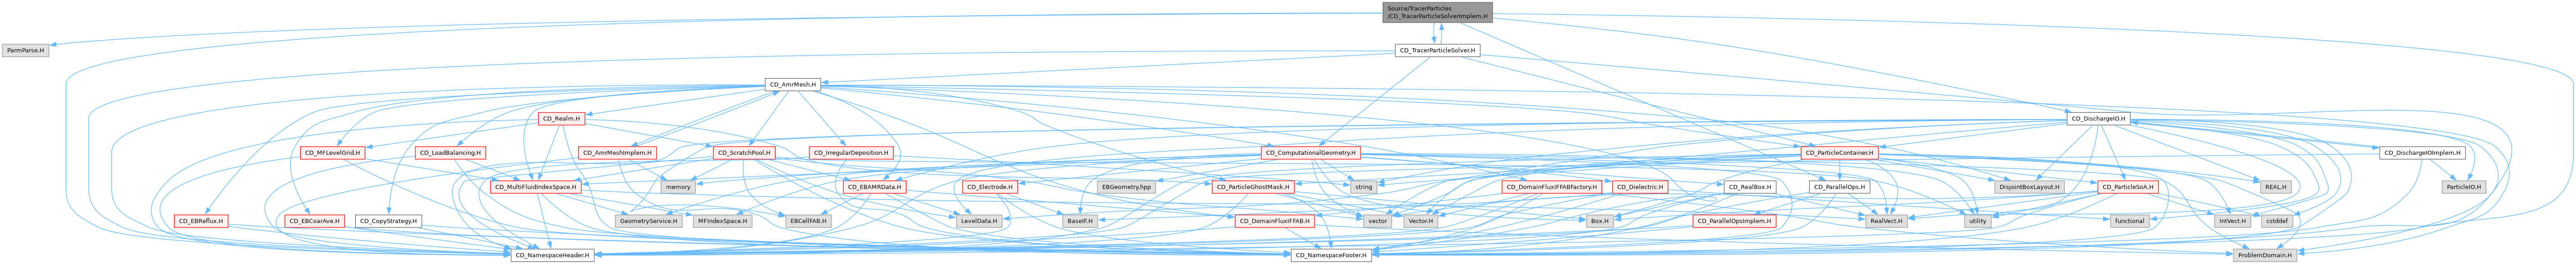 Source/TracerParticles
/CD_TracerParticleSolverImplem.H
ParmParse.H
CD_TracerParticleSolver.H
CD_AmrMesh.H
CD_Realm.H
CD_DischargeIO.H
CD_MFLevelGrid.H
CD_LoadBalancing.H
CD_AmrMeshImplem.H
CD_ScratchPool.H
CD_IrregularDeposition.H
CD_ComputationalGeometry.H
CD_ParticleContainer.H
CD_DischargeIOImplem.H
CD_MultiFluidIndexSpace.H
memory
CD_EBAMRData.H
CD_Electrode.H
EBGeometry.hpp
CD_ParticleGhostMask.H
string
CD_DomainFluxIFFABFactory.H
CD_Dielectric.H
CD_RealBox.H
CD_ParallelOps.H
DisjointBoxLayout.H
CD_ParticleSoA.H
REAL.H
ParticleIO.H
CD_EBReflux.H
CD_EBCoarAve.H
CD_CopyStrategy.H
GeometryService.H
MFIndexSpace.H
EBCellFAB.H
LevelData.H
BaseIF.H
CD_DomainFluxIFFAB.H
vector
Vector.H
CD_ParallelOpsImplem.H
Box.H
RealVect.H
utility
functional
IntVect.H
cstddef
CD_NamespaceHeader.H
CD_NamespaceFooter.H
ProblemDomain.H